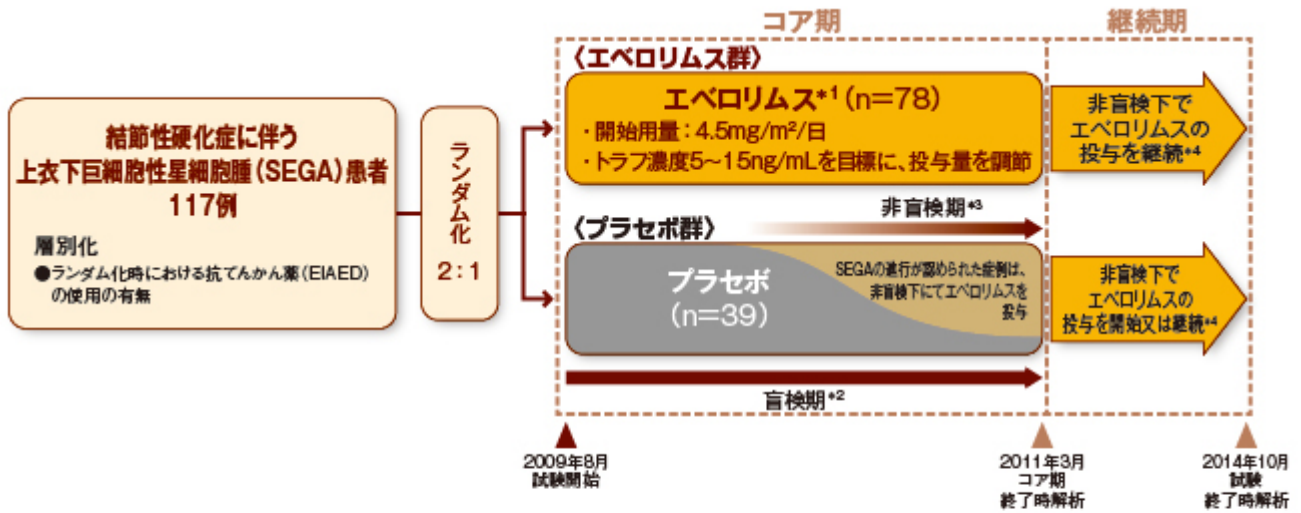 結節性硬化症に伴う
上衣下巨細胞性星細胞腫（SEGA）患者
117例
層別化
●ランダム化時における抗てんかん薬（EIAED）
の使用の有無
ランダム化
2：1
コア期
〈エベロリムス群〉
エベロリムス*1（n=78）
・開始用量：4.5mg/m²/日
・トラフ濃度5～15ng/mLを目標に、投与量を調節
非盲検期*3
〈プラセボ群〉
プラセボ
（n=39）
SEGAの進行が認められた症例は、
非盲検下にてエベロリムスを
投与
盲検期*2
継続期
非盲検下で
エベロリムスの
投与を継続*4
非盲検下で
エベロリムスの
投与を開始又は継続*4
2009年8月
試験開始
2011年3月
コア期
終了時解析
2014年10月
試験
終了時解析